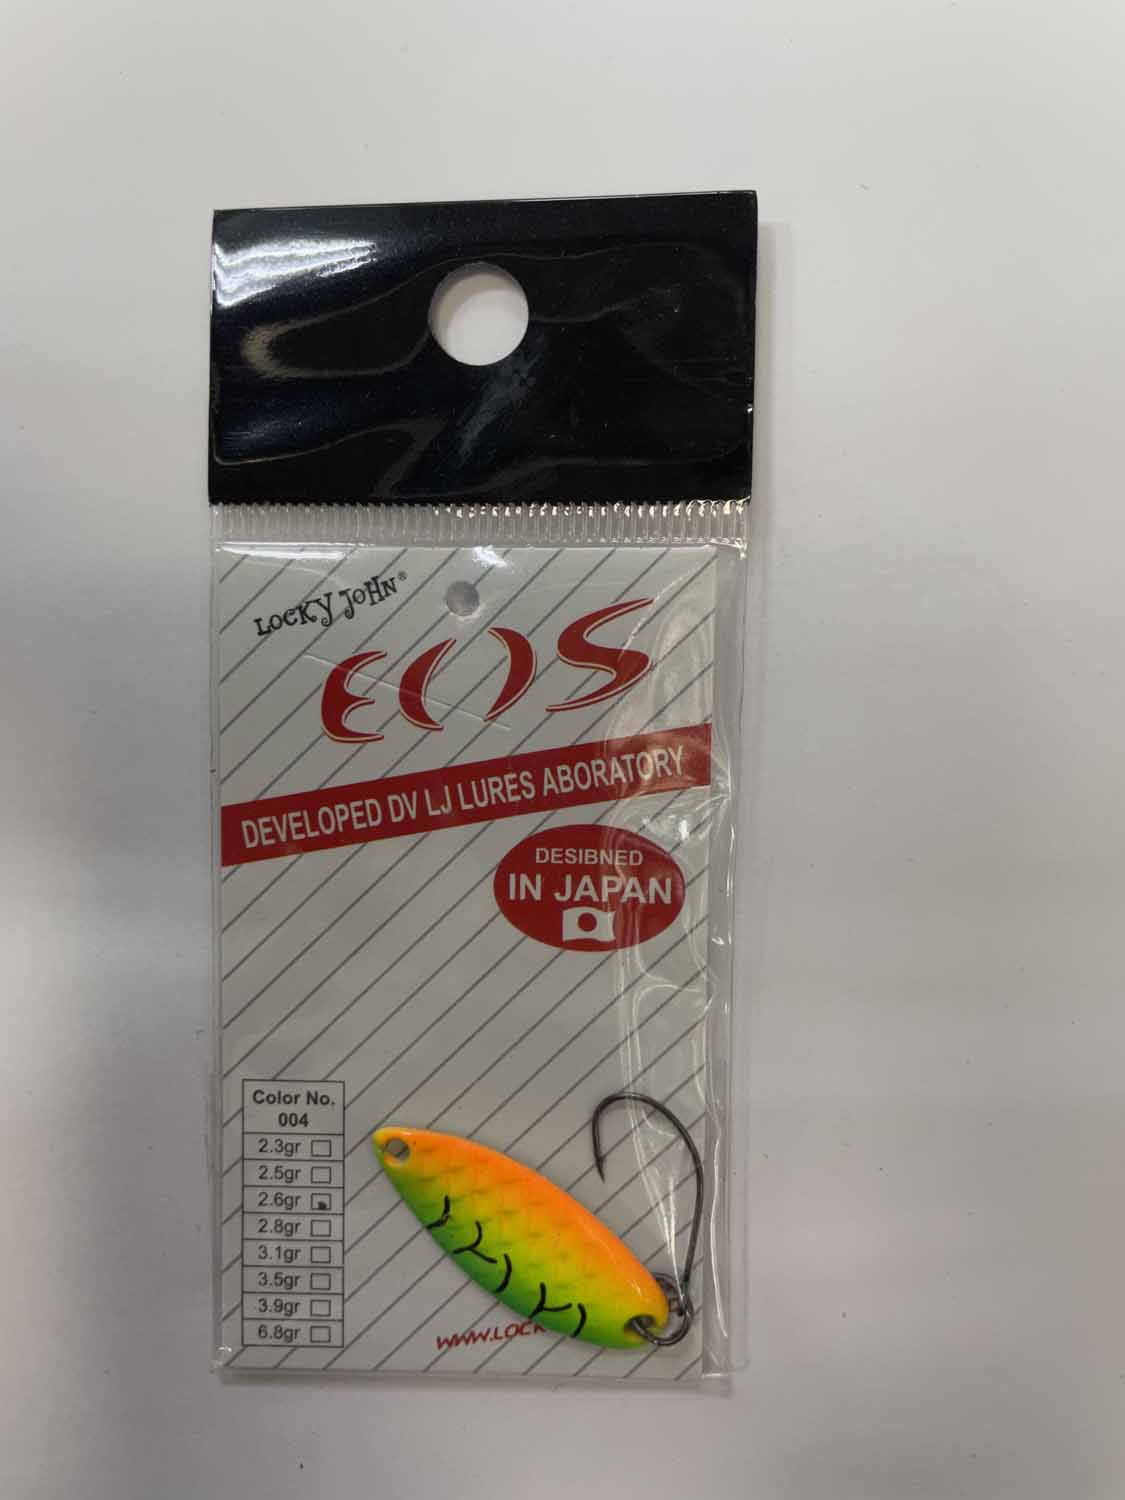 LOCKY JOHN®
EOS
DEVELOPED DV LJ LURES ABORATORY
DESIBNED
IN JAPAN
Color No.
004
2.3gr
2.5gr
2.6gr
2.8gr
3.1gr
3.5gr
3.9gr
6.8gr
WWW.LOCK